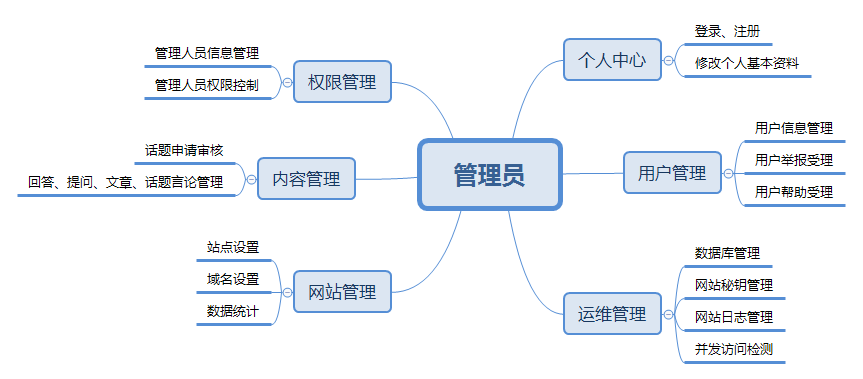 管理员
个人中心
登录、注册
修改个人基本资料
用户管理
用户信息管理
用户举报受理
用户帮助受理
运维管理
数据库管理
网站秘钥管理
网站日志管理
并发访问检测
权限管理
管理人员信息管理
管理人员权限控制
内容管理
话题申请审核
回答、提问、文章、话题言论管理
网站管理
站点设置
域名设置
数据统计